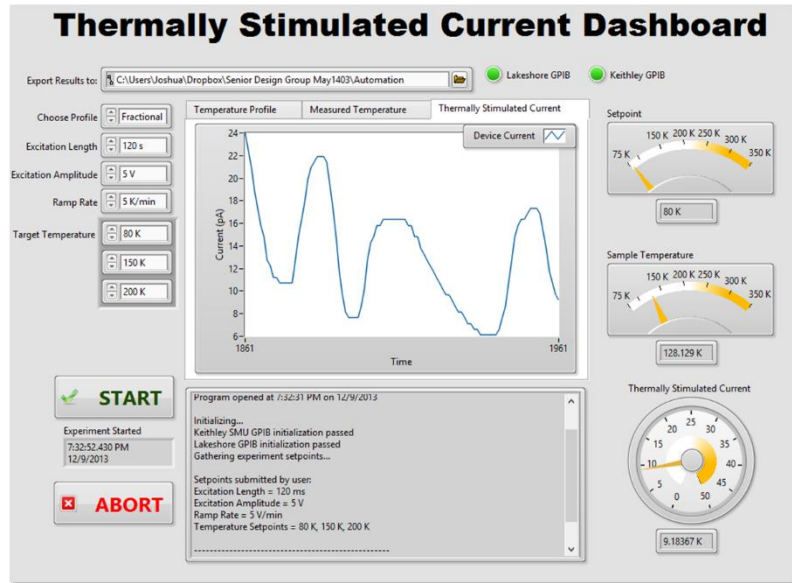 Thermally Stimulated Current Dashboard
Export Results to: C:\Users\Joshua\Dropbox\Senior Design Group May1403\Automation
Lakeshore GPIB
Keithley GPIB
Choose Profile Fractional
Excitation Length 120 s
Excitation Amplitude 5 V
Ramp Rate 5 K/min
Target Temperature 80 K
150 K
200 K
Temperature Profile Measured Temperature Thermally Stimulated Current
Device Current
Current (pA)
24-
22-
20-
18-
16-
14-
12-
10-
8-
6-
1861 1961
Time
Setpoint
75 K 150 K 200 K 250 K 300 K 350 K
80 K
Sample Temperature
75 K 150 K 200 K 250 K 300 K 350 K
128.129 K
START
Experiment Started
7:32:52.430 PM
12/9/2013
ABORT
Program opened at 7:32:31 PM on 12/9/2013
Initializing...
Keithley SMU GPIB initialization passed
Lakeshore GPIB initialization passed
Gathering experiment setpoints...
Setpoints submitted by user:
Excitation Length = 120 ms
Excitation Amplitude = 5 V
Ramp Rate = 5 V/min
Temperature Setpoints = 80 K, 150 K, 200 K
--------------------------------------------------
Thermally Stimulated Current
0 5 10 15 20 25 30 35 40 45 50
9.18367 K